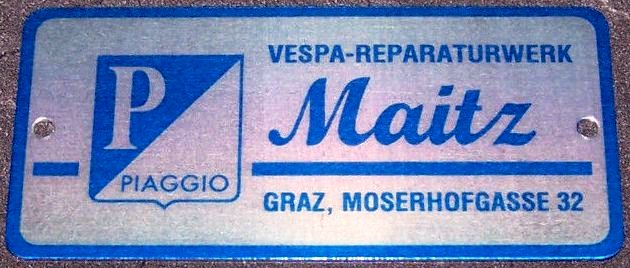 P
PIAGGIO
VESPA-REPARATURWERK
Maitz
GRAZ, MOSERHOFGASSE 32